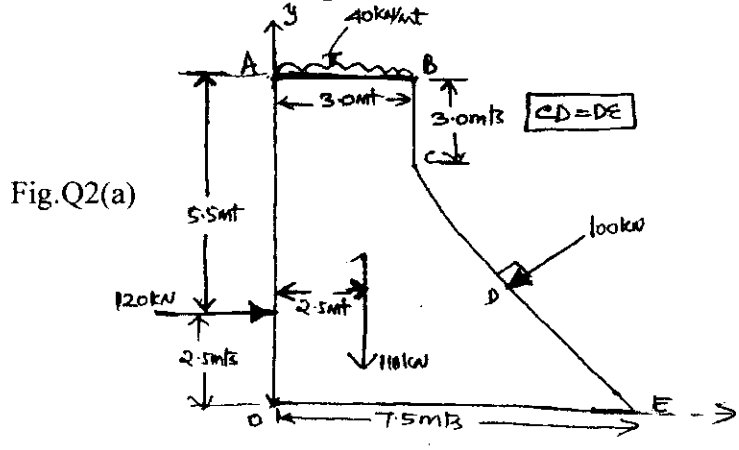 y
40kN/mt
A
B
3.0mt
3.0mts
CD=DE
C
Fig.Q2(a)
5.5mt
100kN
120kN
2.5mt
D
2.5mts
110kN
O
7.5mts
E